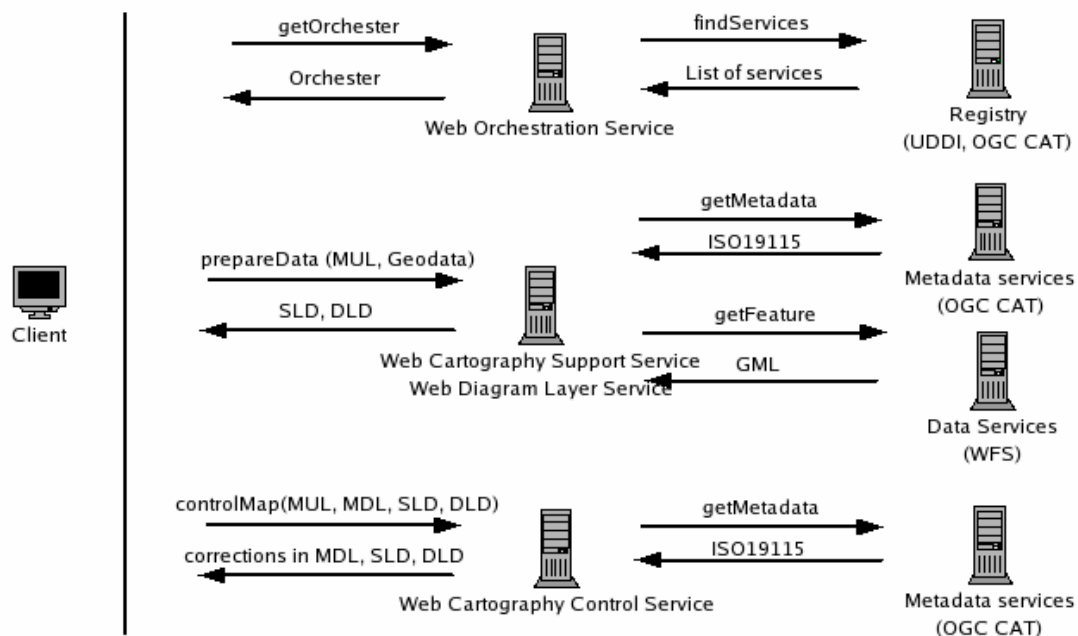 getOrchester
findServices
Orchester
List of services
Web Orchestration Service
Registry
(UDDI, OGC CAT)
getMetadata
ISO19115
prepareData (MUL, Geodata)
Metadata services
(OGC CAT)
SLD, DLD
getFeature
Client
Web Cartography Support Service
GML
Web Diagram Layer Service
Data Services
(WFS)
controlMap(MUL, MDL, SLD, DLD)
getMetadata
corrections in MDL, SLD, DLD
ISO19115
Web Cartography Control Service
Metadata services
(OGC CAT)